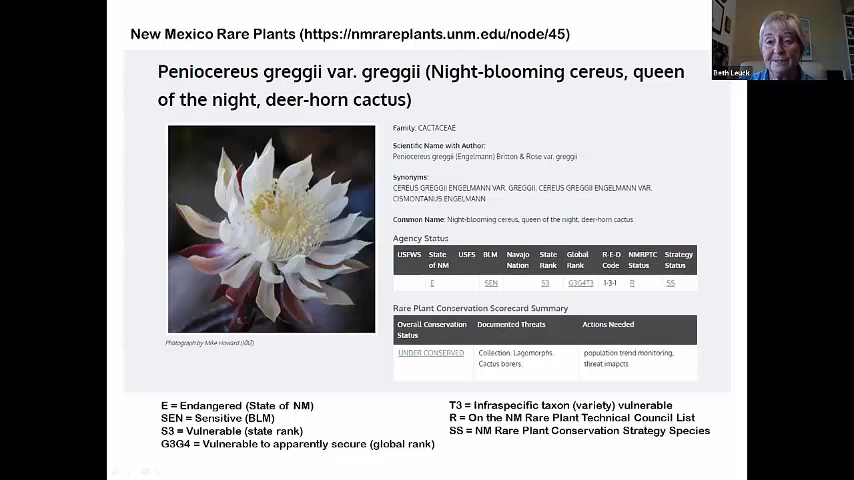 New Mexico Rare Plants (https://nmrareplants.unm.edu/node/45)
Beth Leuck
Peniocereus greggii var. greggii (Night-blooming cereus, queen
of the night, deer-horn cactus)
Family: CACTACEAE
Scientific Name with Author:
Peniocereus greggii (Engelmann) Britton & Rose var. greggii
Synonyms:
CEREUS GREGGII ENGELMANN VAR. GREGGII; CEREUS GREGGII ENGELMANN VAR.
CISMONTANUS ENGELMANN
Common Name: Night-blooming cereus, queen of the night, deer-horn cactus
Agency Status
USFWS State of NM USFS BLM Navajo Nation State Rank Global Rank R-E-D Code NMRPTC Status Strategy Status
E SEN S3 G3G4T3 1-3-1 R SS
Rare Plant Conservation Scorecard Summary
Overall Conservation Status Documented Threats Actions Needed
UNDER CONSERVED Collection. Lagomorphs. Cactus borers. population trend monitoring, threat imapcts
Photograph by Mike Howard
E = Endangered (State of NM)
SEN = Sensitive (BLM)
S3 = Vulnerable (state rank)
G3G4 = Vulnerable to apparently secure (global rank)
T3 = Infraspecific taxon (variety) vulnerable
R = On the NM Rare Plant Technical Council List
SS = NM Rare Plant Conservation Strategy Species